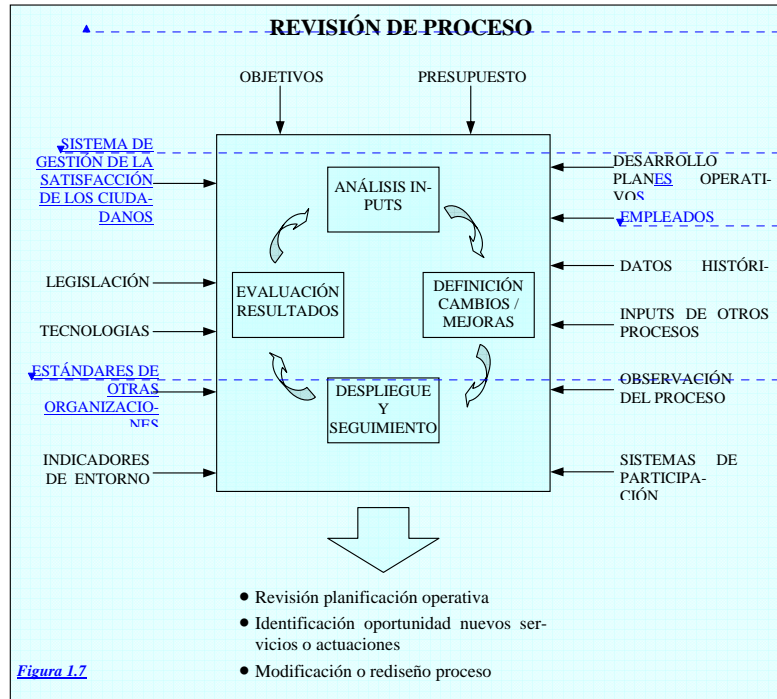 REVISIÓN DE PROCESO
OBJETIVOS
PRESUPUESTO
SISTEMA DE
GESTIÓN DE LA
SATISFACCIÓN
DE LOS CIUDA-
DANOS
LEGISLACIÓN
TECNOLOGIAS
ESTÁNDARES DE
OTRAS
ORGANIZACIO-
NES
INDICADORES
DE ENTORNO
ANÁLISIS IN-
PUTS
EVALUACIÓN
RESULTADOS
DEFINICIÓN
CAMBIOS /
MEJORAS
DESPLIEGUE
Y
SEGUIMIENTO
DESARROLLO
PLANES OPERATI-
VOS
EMPLEADOS
DATOS HISTÓRI-
INPUTS DE OTROS
PROCESOS
OBSERVACIÓN
DEL PROCESO
SISTEMAS DE
PARTICIPA-
CIÓN
• Revisión planificación operativa
• Identificación oportunidad nuevos ser-
vicios o actuaciones
• Modificación o rediseño proceso
Figura 1.7